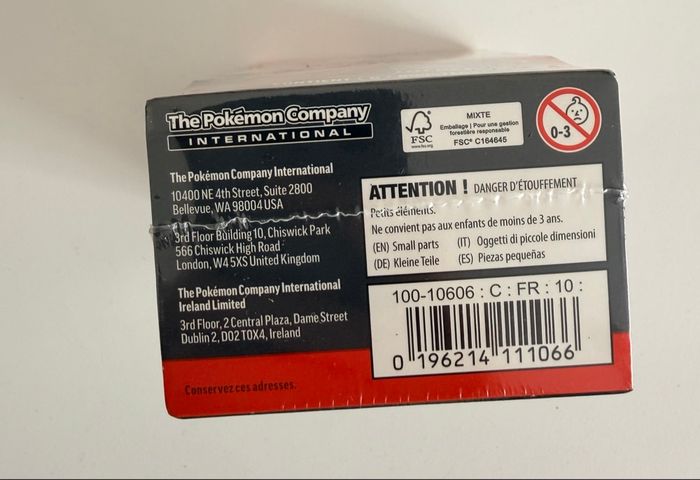 The Pokémon Company
INTERNATIONAL
The Pokémon Company International
10400 NE 4th Street, Suite 2800
Bellevue, WA 98004 USA
3rd Floor Building 10, Chiswick Park
566 Chiswick High Road
London, W4 5XS United Kingdom
The Pokémon Company International
Ireland Limited
3rd Floor, 2 Central Plaza, Dame Street
Dublin 2, D02 T0X4, Ireland
Conservez ces adresses.
FSC
www.fsc.org
MIXTE
Emballage | Pour une gestion
forestière responsable
FSC® C164645
0-3
ATTENTION ! DANGER D'ÉTOUFFEMENT
Petits éléments.
Ne convient pas aux enfants de moins de 3 ans.
(EN) Small parts (IT) Oggetti di piccole dimensioni
(DE) Kleine Teile (ES) Piezas pequeñas
100-10606 : C : FR : 10 :
0 196214 111066